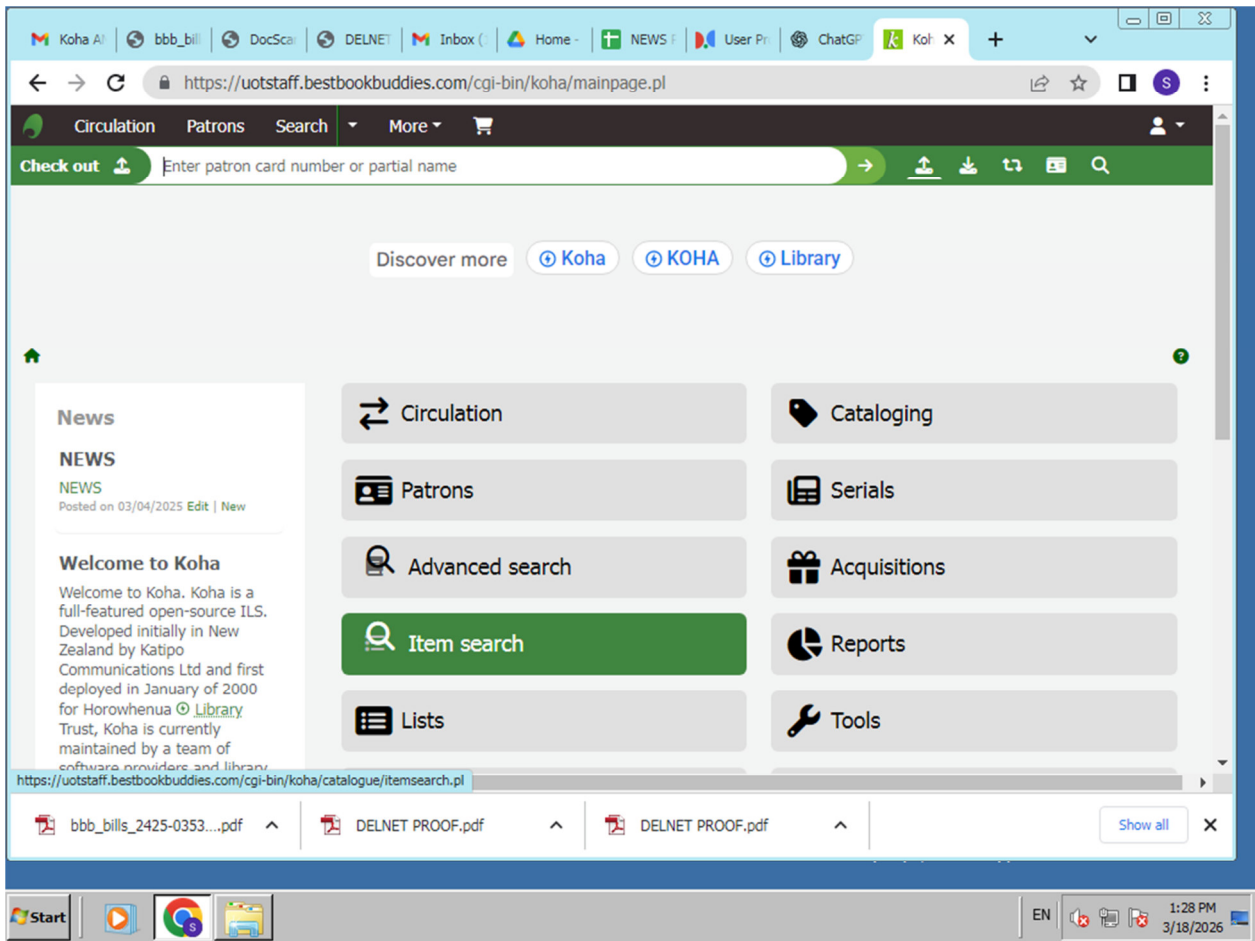 Koha A
bbb_bill
DocSca
DELNET
Inbox (
Home -
NEWS F
User Pr
ChatGP
Koh
https://uotstaff.bestbookbuddies.com/cgi-bin/koha/mainpage.pl
S
Circulation Patrons Search More
Check out Enter patron card number or partial name
Discover more Koha KOHA Library
News
NEWS
NEWS
Posted on 03/04/2025 Edit | New
Welcome to Koha
Welcome to Koha. Koha is a
full-featured open-source ILS.
Developed initially in New
Zealand by Katipo
Communications Ltd and first
deployed in January of 2000
for Horowhenua Library
Trust, Koha is currently
maintained by a team of
software providers and library
Circulation
Cataloging
Patrons
Serials
Advanced search
Acquisitions
Item search
Reports
Lists
Tools
https://uotstaff.bestbookbuddies.com/cgi-bin/koha/catalogue/itemsearch.pl
bbb_bills_2425-0353....pdf
DELNET PROOF.pdf
DELNET PROOF.pdf
Show all
Start
S
EN
1:28 PM
3/18/2026